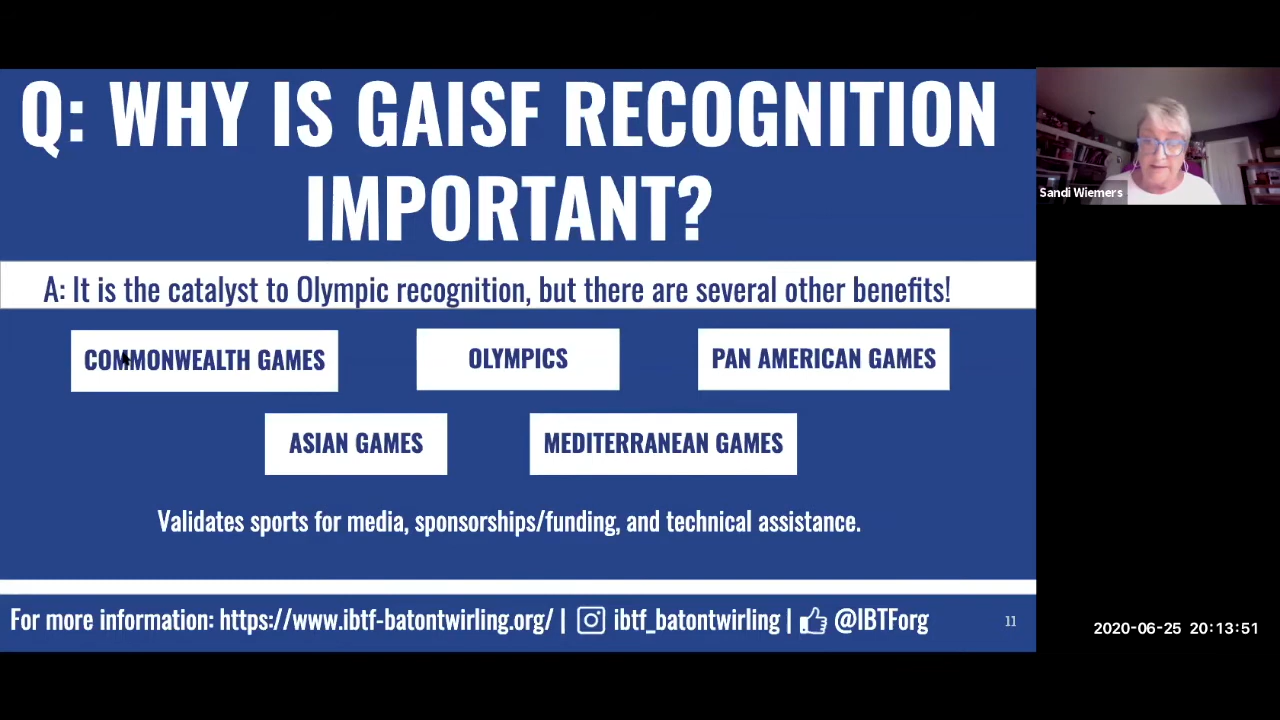 Q: WHY IS GAISF RECOGNITION
IMPORTANT?
A: It is the catalyst to Olympic recognition, but there are several other benefits!
COMMONWEALTH GAMES
OLYMPICS
PAN AMERICAN GAMES
ASIAN GAMES
MEDITERRANEAN GAMES
Validates sports for media, sponsorships/funding, and technical assistance.
For more information: https://www.ibtf-batontwirling.org/ | ibtf_batontwirling | @IBTForg
11
Sandi Wiemers
2020-06-25 20:13:51